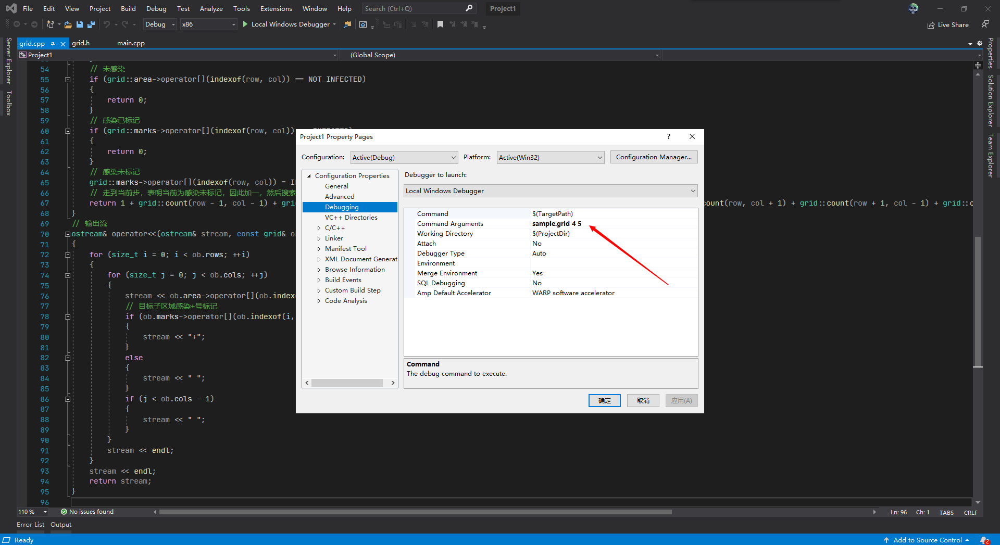 File Edit View Project Build Debug Test Analyze Tools Extensions Window Help Search (Ctrl+Q) Project1
Debug x86 Local Windows Debugger Live Share
grid.cpp grid.h main.cpp
Project1 (Global Scope)
Server Explorer
Toolbox
Properties
Solution Explorer
Team Explorer
54 // 未感染
55 if (grid::area->operator[](indexof(row, col)) == NOT_INFECTED)
56 {
57 return 0;
58 }
59 // 感染已标记
60 if (grid::marks->operator[](indexof(row, col))
61 {
62 return 0;
63 }
64 // 感染未标记
65 grid::marks->operator[](indexof(row, col)) = I
66 // 走到当前步，表明当前为感染未标记，因此加一，然后搜索
67 return 1 + grid::count(row - 1, col - 1) + gri ount(row, col + 1) + grid::count(row + 1, col - 1) + grid::c
68 }
69 // 输出流
70 ostream& operator<<(ostream& stream, const grid& o
71 {
72 for (size_t i = 0; i < ob.rows; ++i)
73 {
74 for (size_t j = 0; j < ob.cols; ++j)
75 {
76 stream << ob.area->operator[](ob.index
77 // 目标子区域感染+号标记
78 if (ob.marks->operator[](ob.indexof(i,
79 {
80 stream << "+";
81 }
82 else
83 {
84 stream << " ";
85 }
86 if (j < ob.cols - 1)
87 {
88 stream << " ";
89 }
90 }
91 stream << endl;
92 }
93 stream << endl;
94 return stream;
95 }
96
Project1 Property Pages ?
Configuration: Active(Debug) Platform: Active(Win32) Configuration Manager...
Configuration Properties
General
Advanced
Debugging
VC++ Directories
C/C++
Linker
Manifest Tool
XML Document Generat
Browse Information
Build Events
Custom Build Step
Code Analysis
Debugger to launch:
Local Windows Debugger
Command $(TargetPath)
Command Arguments sample.grid 4 5
Working Directory $(ProjectDir)
Attach No
Debugger Type Auto
Environment
Merge Environment Yes
SQL Debugging No
Amp Default Accelerator WARP software accelerator
Command
The debug command to execute.
确定 取消 应用(A)
110 % No issues found Ln: 96 Ch: 1 TABS CRLF
Error List Output
Ready Add to Source Control 2